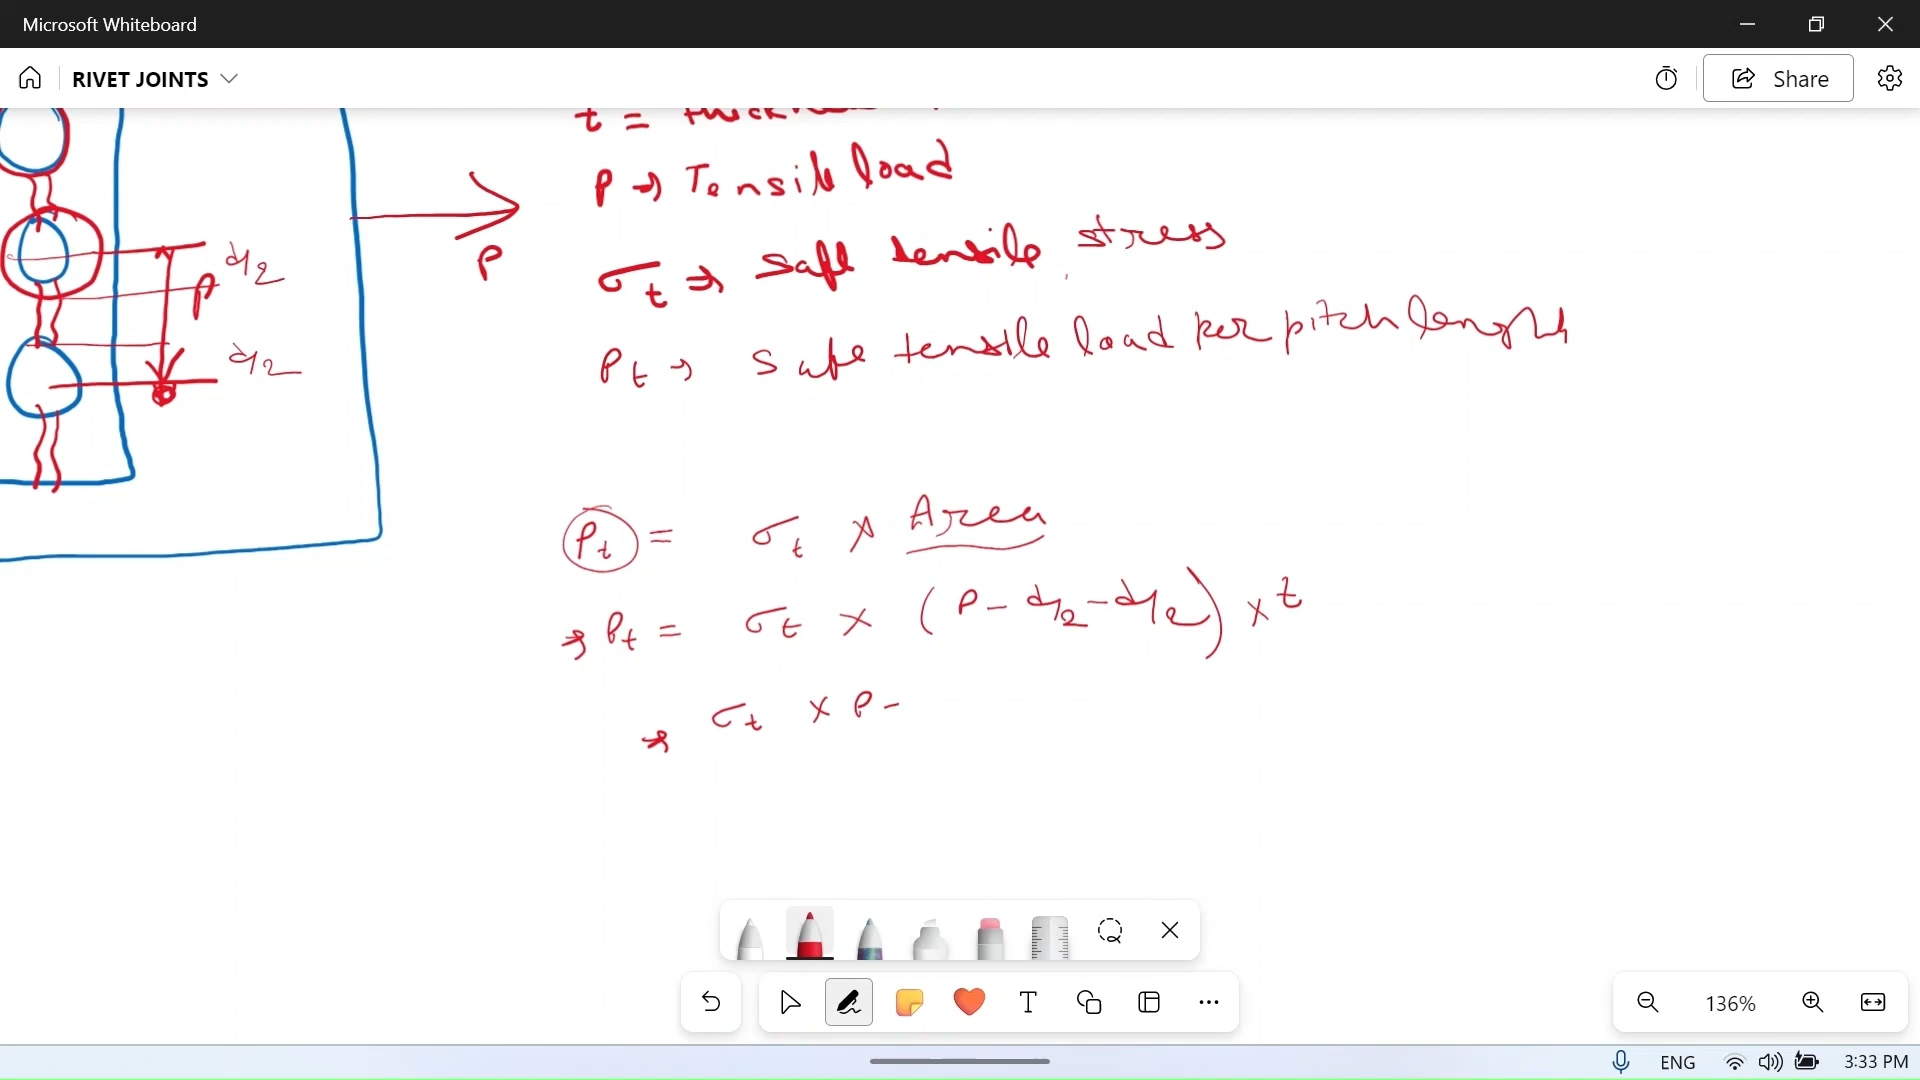 Microsoft Whiteboard
RIVET JOINTS
Share
t =
P → Tensile load
σt → Safe tensile stress
Pt → Safe tensile load per pitch length
d/2
P
d/2
P
Pt = σt × Area
→ Pt = σt × (P - d/2 - d/2) × t
→ σt × P -
136%
ENG
3:33 PM